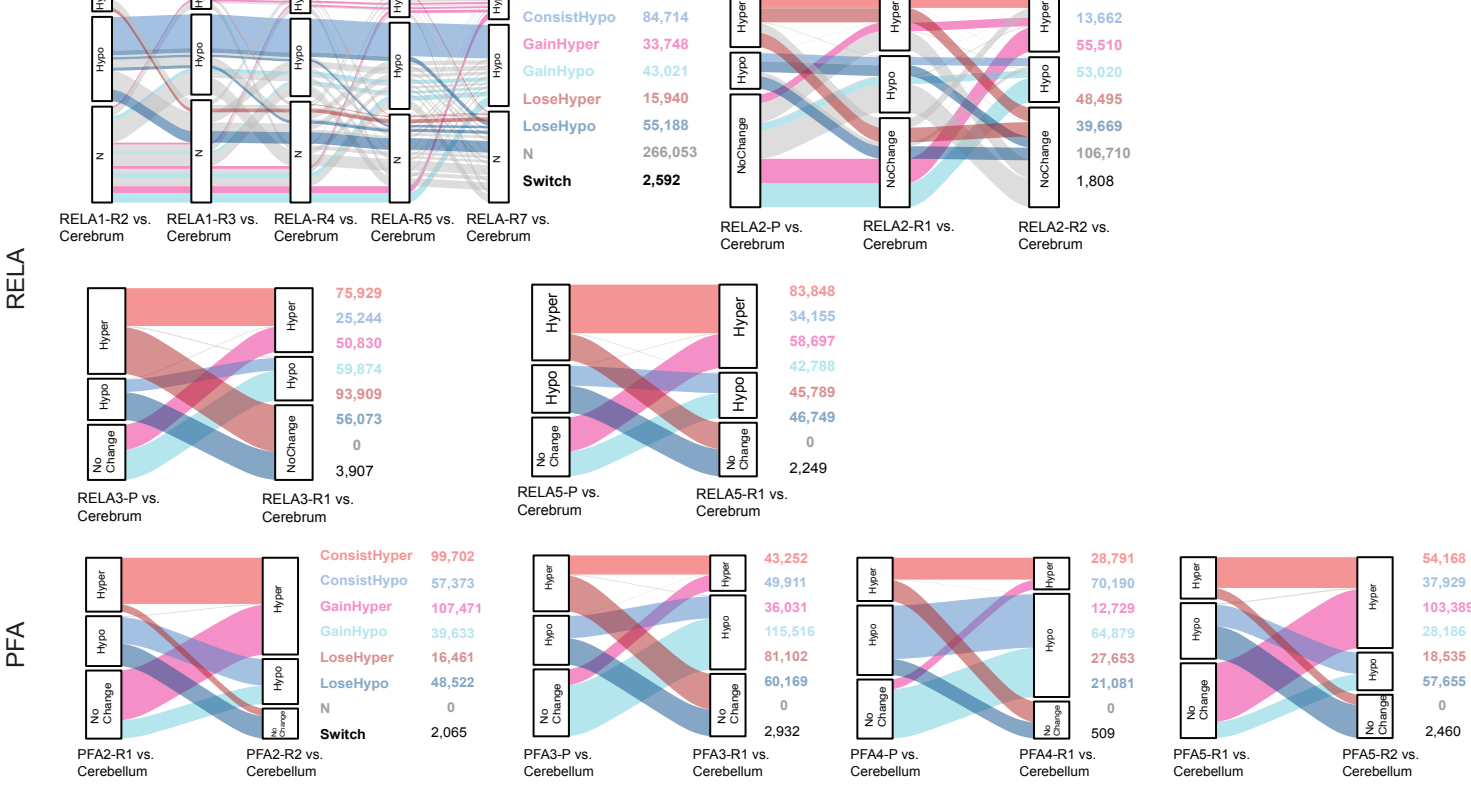 Hypo
Hypo
Hypo
Hypo
Hypo
N
N
N
N
N
ConsistHypo 84,714
GainHyper 33,748
GainHypo 43,021
LoseHyper 15,940
LoseHypo 55,188
N 266,053
Switch 2,592
RELA1-R2 vs. Cerebrum
RELA1-R3 vs. Cerebrum
RELA-R4 vs. Cerebrum
RELA-R5 vs. Cerebrum
RELA-R7 vs. Cerebrum
Hyper
Hypo
NoChange
Hyper
Hypo
NoChange
Hyper
Hypo
NoChange
13,662
55,510
53,020
48,495
39,669
106,710
1,808
RELA2-P vs. Cerebrum
RELA2-R1 vs. Cerebrum
RELA2-R2 vs. Cerebrum
RELA
Hyper
Hypo
No Change
Hyper
Hypo
NoChange
75,929
25,244
50,830
59,874
93,909
56,073
0
3,907
RELA3-P vs. Cerebrum
RELA3-R1 vs. Cerebrum
Hyper
Hypo
No Change
Hyper
Hypo
No Change
83,848
34,155
58,697
42,788
45,789
46,749
0
2,249
RELA5-P vs. Cerebrum
RELA5-R1 vs. Cerebrum
PFA
Hyper
Hypo
No Change
Hyper
Hypo
No Change
ConsistHyper 99,702
ConsistHypo 57,373
GainHyper 107,471
GainHypo 39,633
LoseHyper 16,461
LoseHypo 48,522
N 0
Switch 2,065
PFA2-R1 vs. Cerebellum
PFA2-R2 vs. Cerebellum
Hyper
Hypo
No Change
Hyper
Hypo
No Change
43,252
49,911
36,031
115,516
81,102
60,169
0
2,932
PFA3-P vs. Cerebellum
PFA3-R1 vs. Cerebellum
Hyper
Hypo
No Change
Hyper
Hypo
No Change
28,791
70,190
12,729
64,879
27,653
21,081
0
509
PFA4-P vs. Cerebellum
PFA4-R1 vs. Cerebellum
Hyper
Hypo
No Change
Hyper
Hypo
No Change
54,168
37,929
103,389
28,186
18,535
57,655
0
2,460
PFA5-R1 vs. Cerebellum
PFA5-R2 vs. Cerebellum